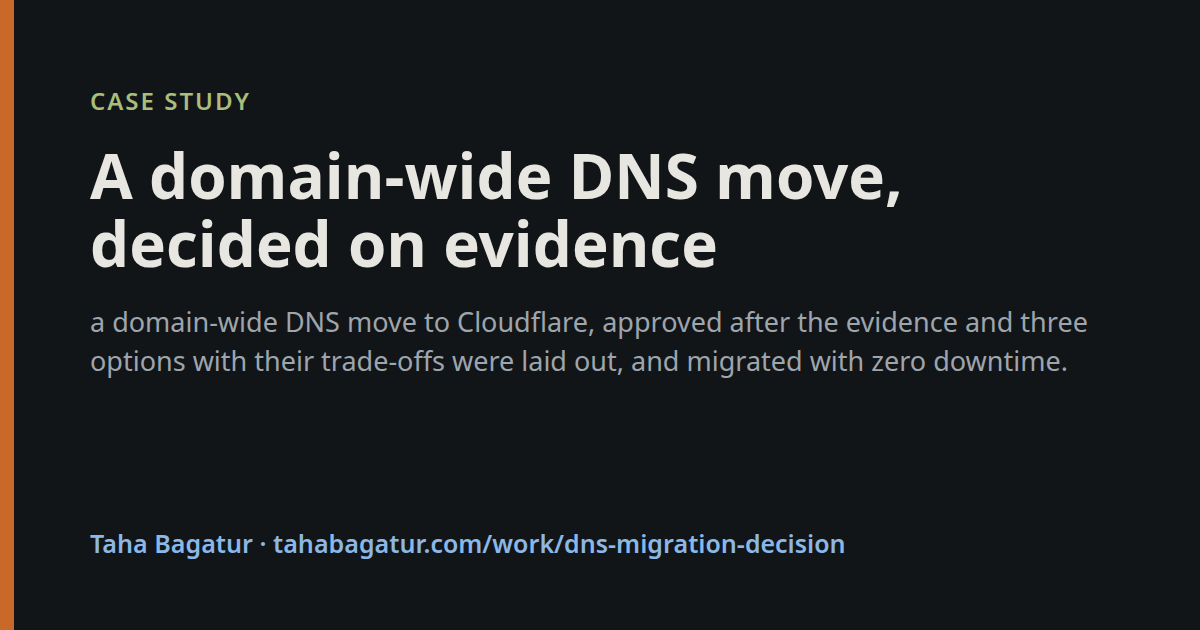 CASE STUDY
A domain-wide DNS move,
decided on evidence
a domain-wide DNS move to Cloudflare, approved after the evidence and three
options with their trade-offs were laid out, and migrated with zero downtime.
Taha Bagatur · tahabagatur.com/work/dns-migration-decision